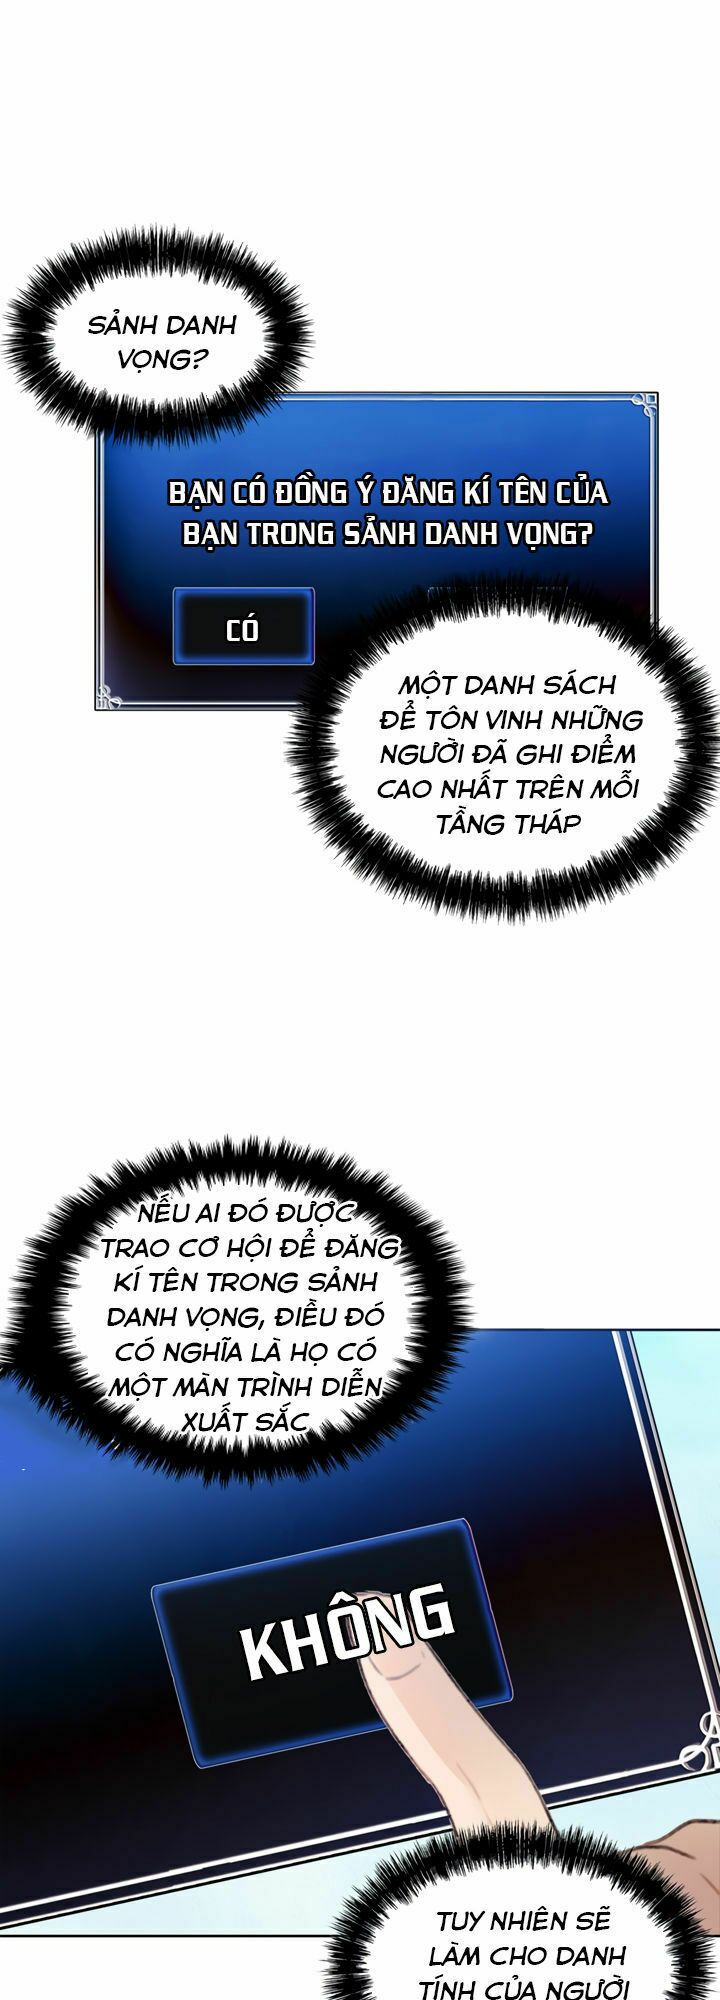 SẢNH DANH
VỌNG?
BẠN CÓ ĐỒNG Ý ĐĂNG KÍ TÊN CỦA
BẠN TRONG SẢNH DANH VỌNG?
CÓ
MỘT DANH SÁCH
ĐỂ TÔN VINH NHỮNG
NGƯỜI ĐÃ GHI ĐIỂM
CAO NHẤT TRÊN MỖI
TẦNG THÁP
NẾU AI ĐÓ ĐƯỢC
TRAO CƠ HỘI ĐỂ ĐĂNG
KÍ TÊN TRONG SẢNH
DANH VỌNG, ĐIỀU ĐÓ
CÓ NGHĨA LÀ HỌ CÓ
MỘT MÀN TRÌNH DIỄN
XUẤT SẮC
KHÔNG
TUY NHIÊN SẼ
LÀM CHO DANH
TÍNH CỦA NGƯỜI